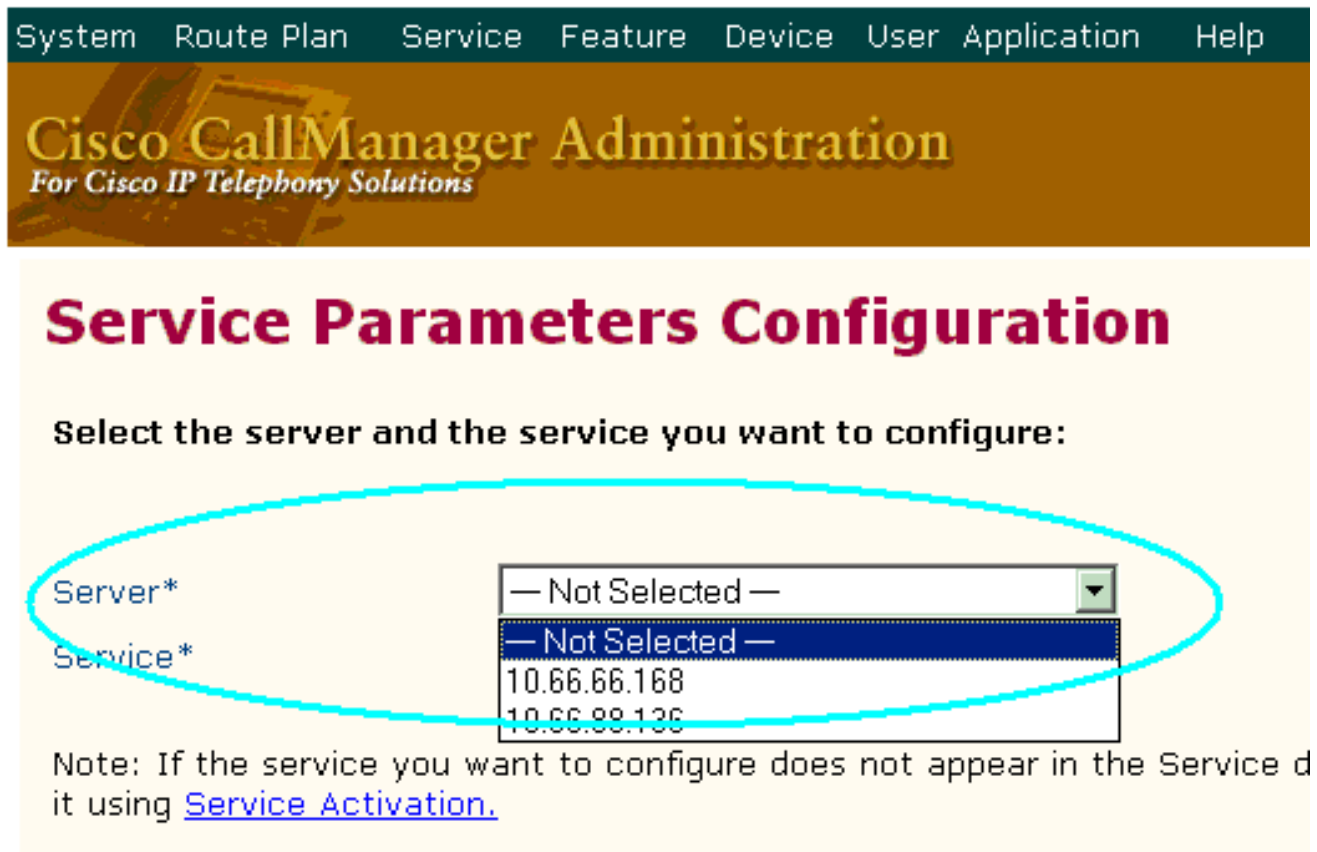 System Route Plan Service Feature Device User Application Help
Cisco CallManager Administration
For Cisco IP Telephony Solutions
Service Parameters Configuration
Select the server and the service you want to configure:
Server*
— Not Selected —
— Not Selected —
Service*
10.66.66.168
Note: If the service you want to configure does not appear in the Service d
it using Service Activation.